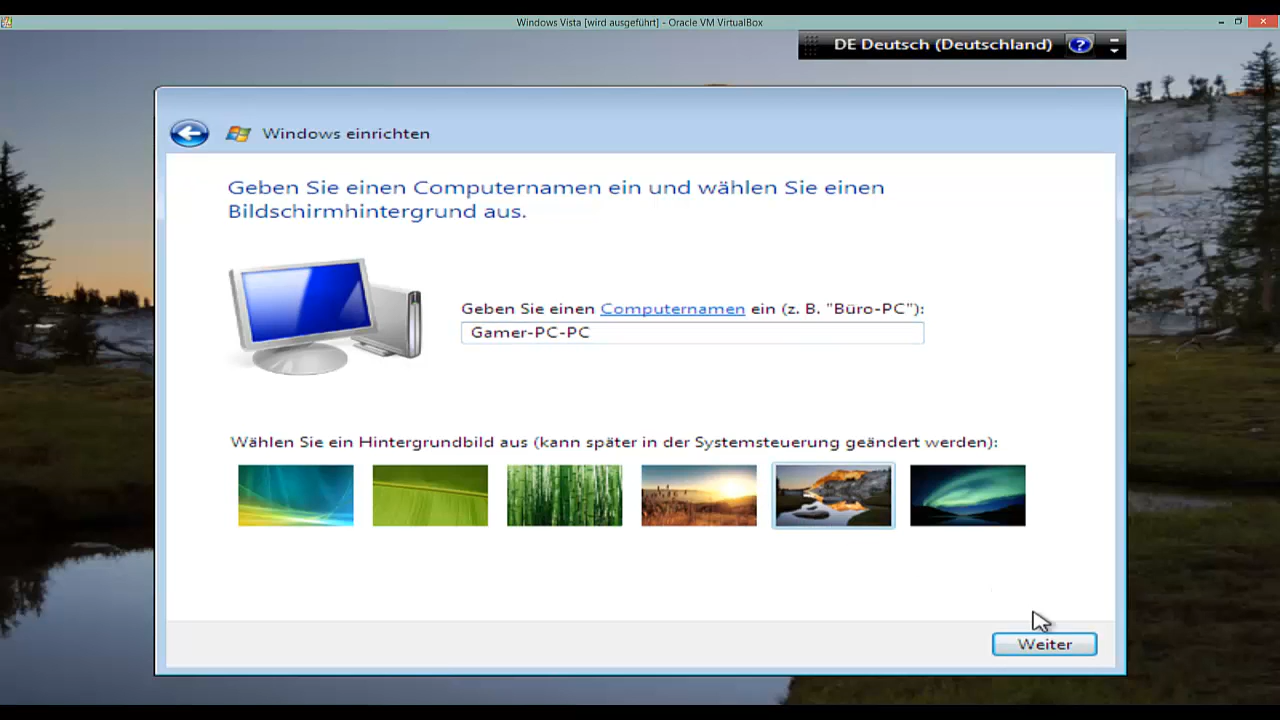 Windows Vista [wird ausgeführt] - Oracle VM VirtualBox
DE Deutsch (Deutschland) ?
Windows einrichten
Geben Sie einen Computernamen ein und wählen Sie einen
Bildschirmhintergrund aus.
Geben Sie einen Computernamen ein (z. B. "Büro-PC"):
Gamer-PC-PC
Wählen Sie ein Hintergrundbild aus (kann später in der Systemsteuerung geändert werden):
Weiter